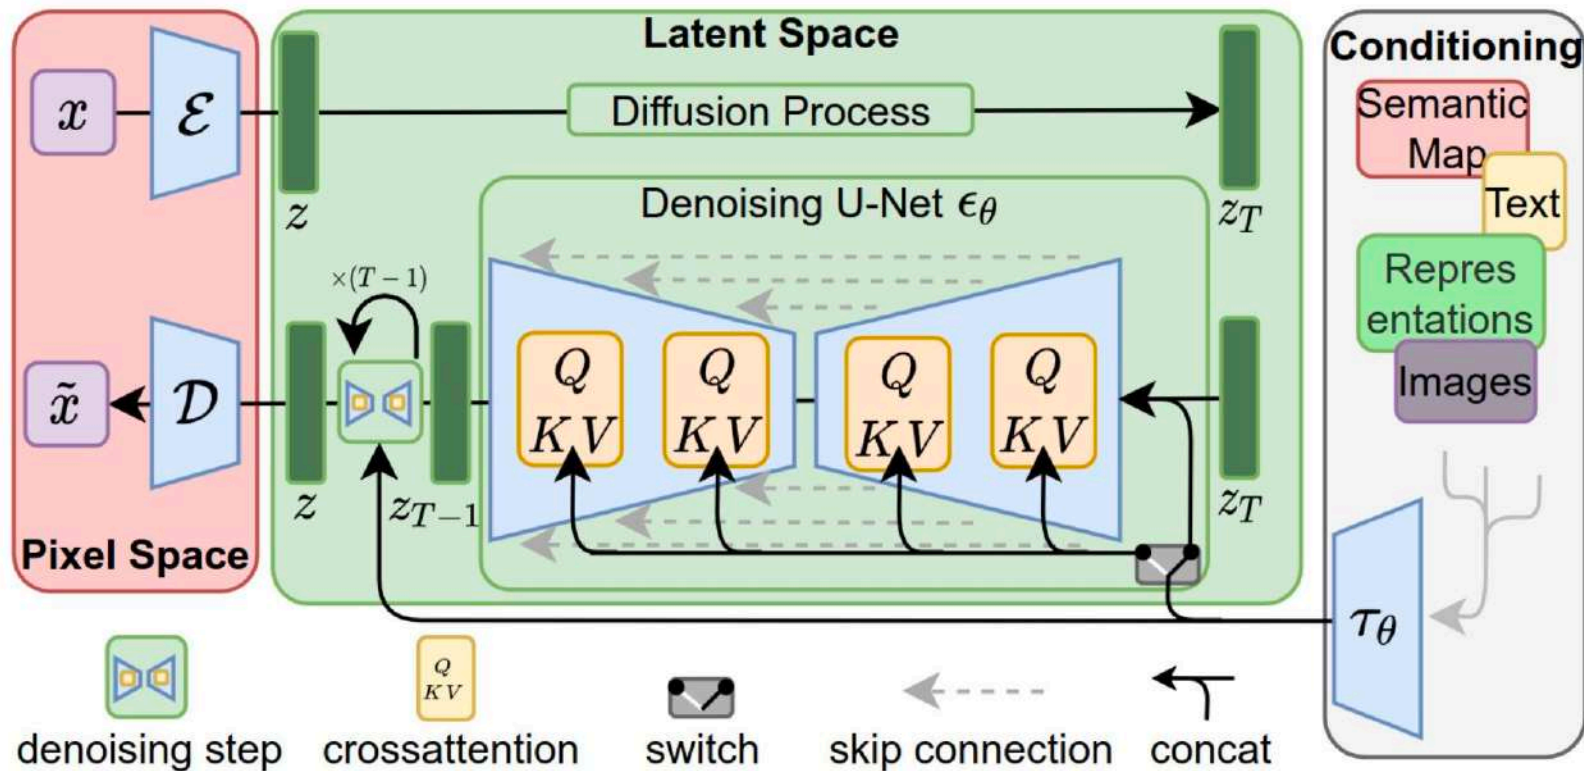 Latent Space
Conditioning
x
ℰ
z
Diffusion Process
z_T
Semantic
Map
Text
Repres
entations
Images
Denoising U-Net ϵ_θ
×(T−1)
x̃
𝒟
z
z_{T−1}
Q
KV
Q
KV
Q
KV
Q
KV
z_T
Pixel Space
τ_θ
Q
KV
denoising step
crossattention
switch
skip connection
concat